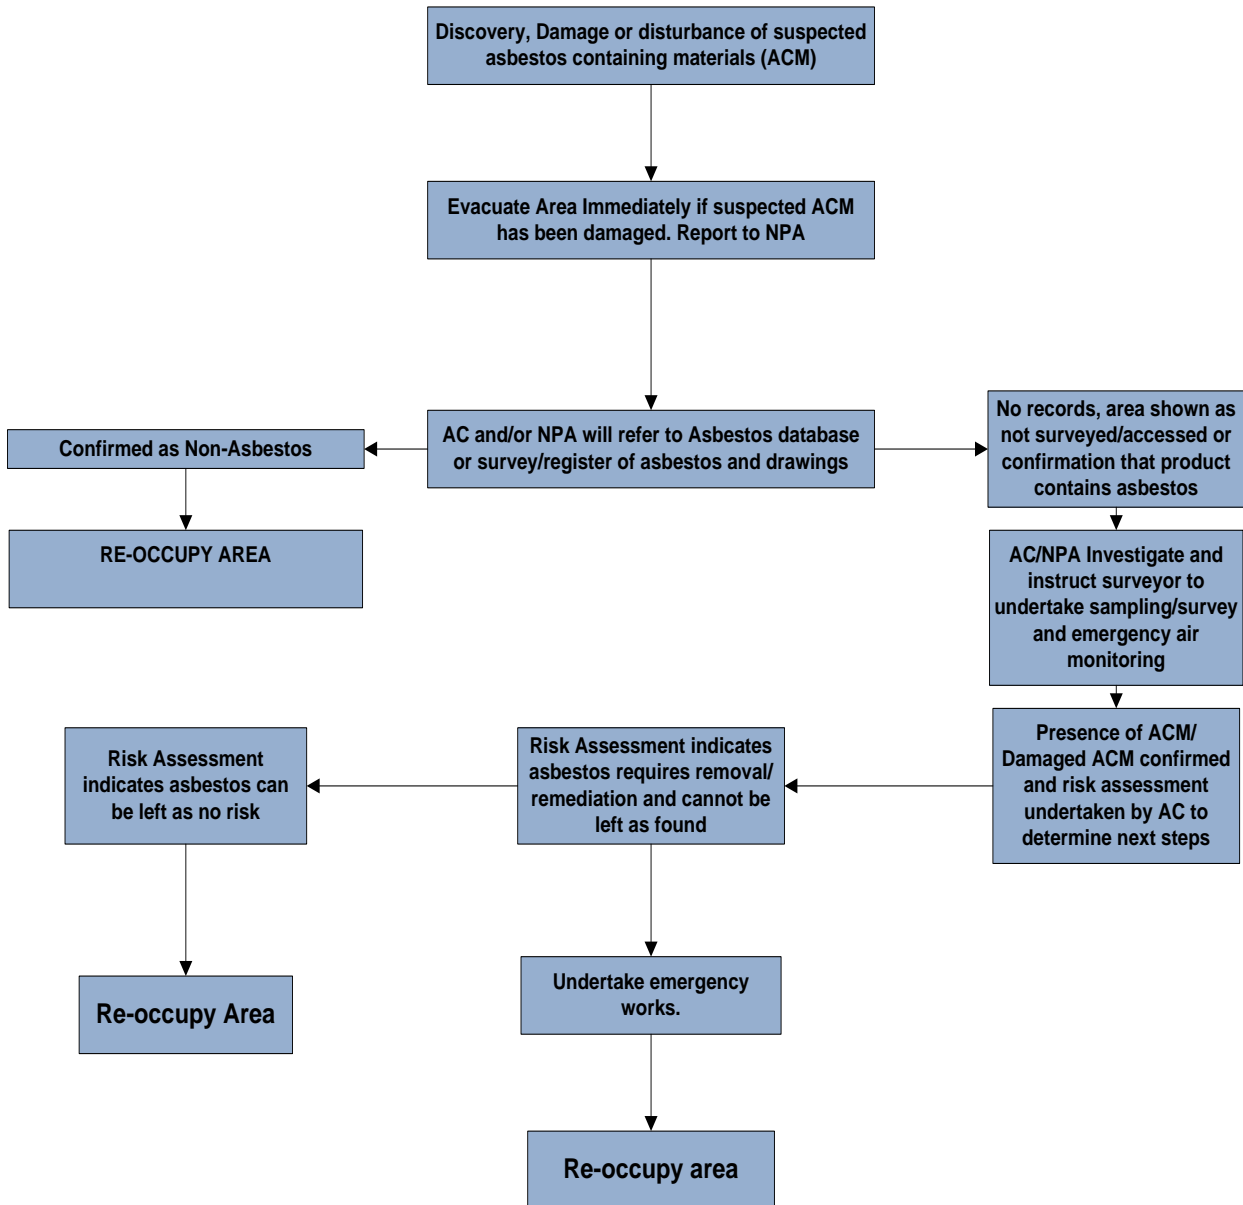 Discovery, Damage or disturbance of suspected
asbestos containing materials (ACM)
Evacuate Area Immediately if suspected ACM
has been damaged. Report to NPA
AC and/or NPA will refer to Asbestos database
or survey/register of asbestos and drawings
Confirmed as Non-Asbestos
RE-OCCUPY AREA
No records, area shown as
not surveyed/accessed or
confirmation that product
contains asbestos
AC/NPA Investigate and
instruct surveyor to
undertake sampling/survey
and emergency air
monitoring
Presence of ACM/
Damaged ACM confirmed
and risk assessment
undertaken by AC to
determine next steps
Risk Assessment indicates
asbestos requires removal/
remediation and cannot be
left as found
Risk Assessment
indicates asbestos can
be left as no risk
Re-occupy Area
Undertake emergency
works.
Re-occupy area